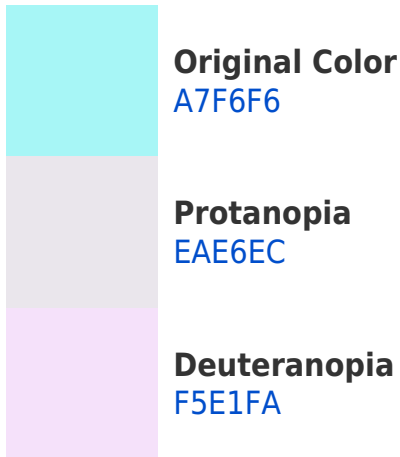 Original Color
A7F6F6
Protanopia
EAE6EC
Deuteranopia
F5E1FA